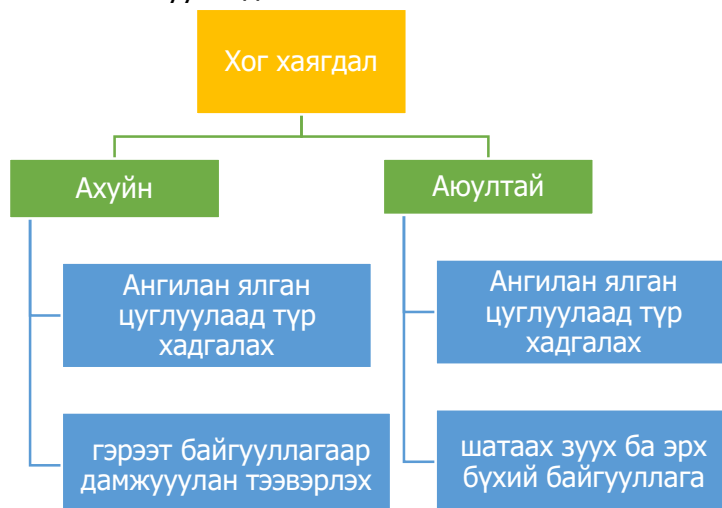 Хог хаягдал
Ахуйн
Аюултай
Ангилан ялган
цуглуулаад түр
хадгалах
Ангилан ялган
цуглуулаад түр
хадгалах
гэрээт байгууллагаар
дамжууулан тээвэрлэх
шатаах зуух ба эрх
бүхий байгууллага